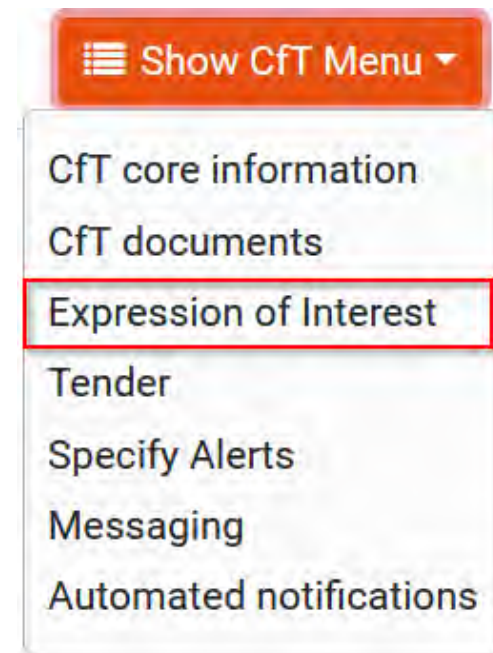 Show CfT Menu
CfT core information
CfT documents
Expression of Interest
Tender
Specify Alerts
Messaging
Automated notifications